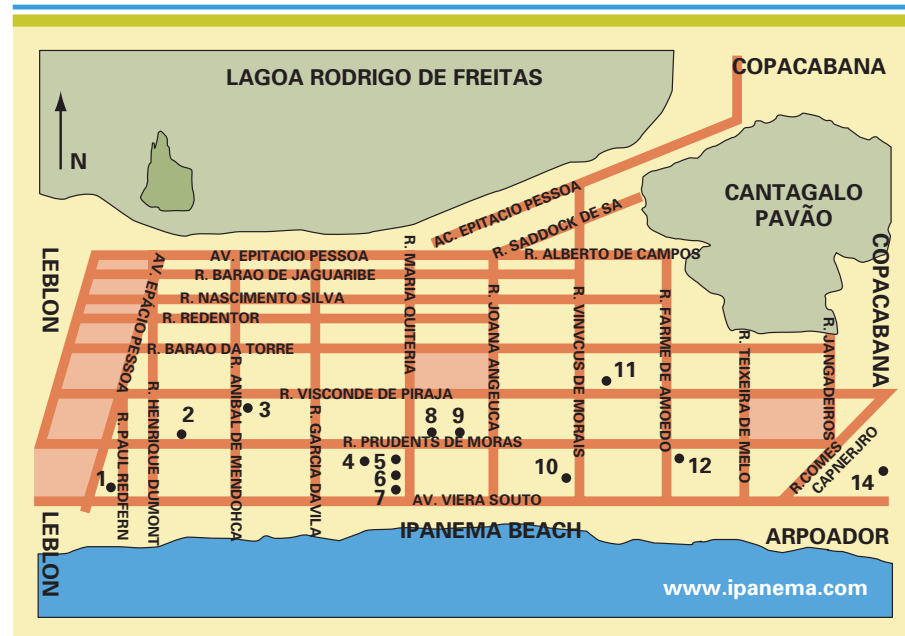 LAGOA RODRIGO DE FREITAS
COPACABANA
N
CANTAGALO
PAVÃO
AC. EPITACIO PESSOA
R. SADDOCK DE SA
LEBLON
AV. EPITACIO PESSOA
R. ALBERTO DE CAMPOS
R. BARAO DE JAGUARIBE
R. NASCIMENTO SILVA
R. REDENTOR
R. BARAO DA TORRE
R. VISCONDE DE PIRAJA
R. PRUDENTS DE MORAS
AV. VIERA SOUTO
AV. EPACIO PESSOA
R. PAUL REDFERN
R. HENRIQUE DUMONT
R. ANIBAL DE MENDOHCA
R. GARCIA DAVILA
R. MARIA QUITERIA
R. JOANA ANGEUCA
R. VINVCUS DE MORAIS
R. FARME DE AMOEDO
R. TEIXEIRA DE MELO
R. JANGADEIROS
R.COMES
CAPNERJRO
COPACABANA
1
2
3
4
5
6
7
8
9
10
11
12
14
LEBLON
IPANEMA BEACH
ARPOADOR
www.ipanema.com